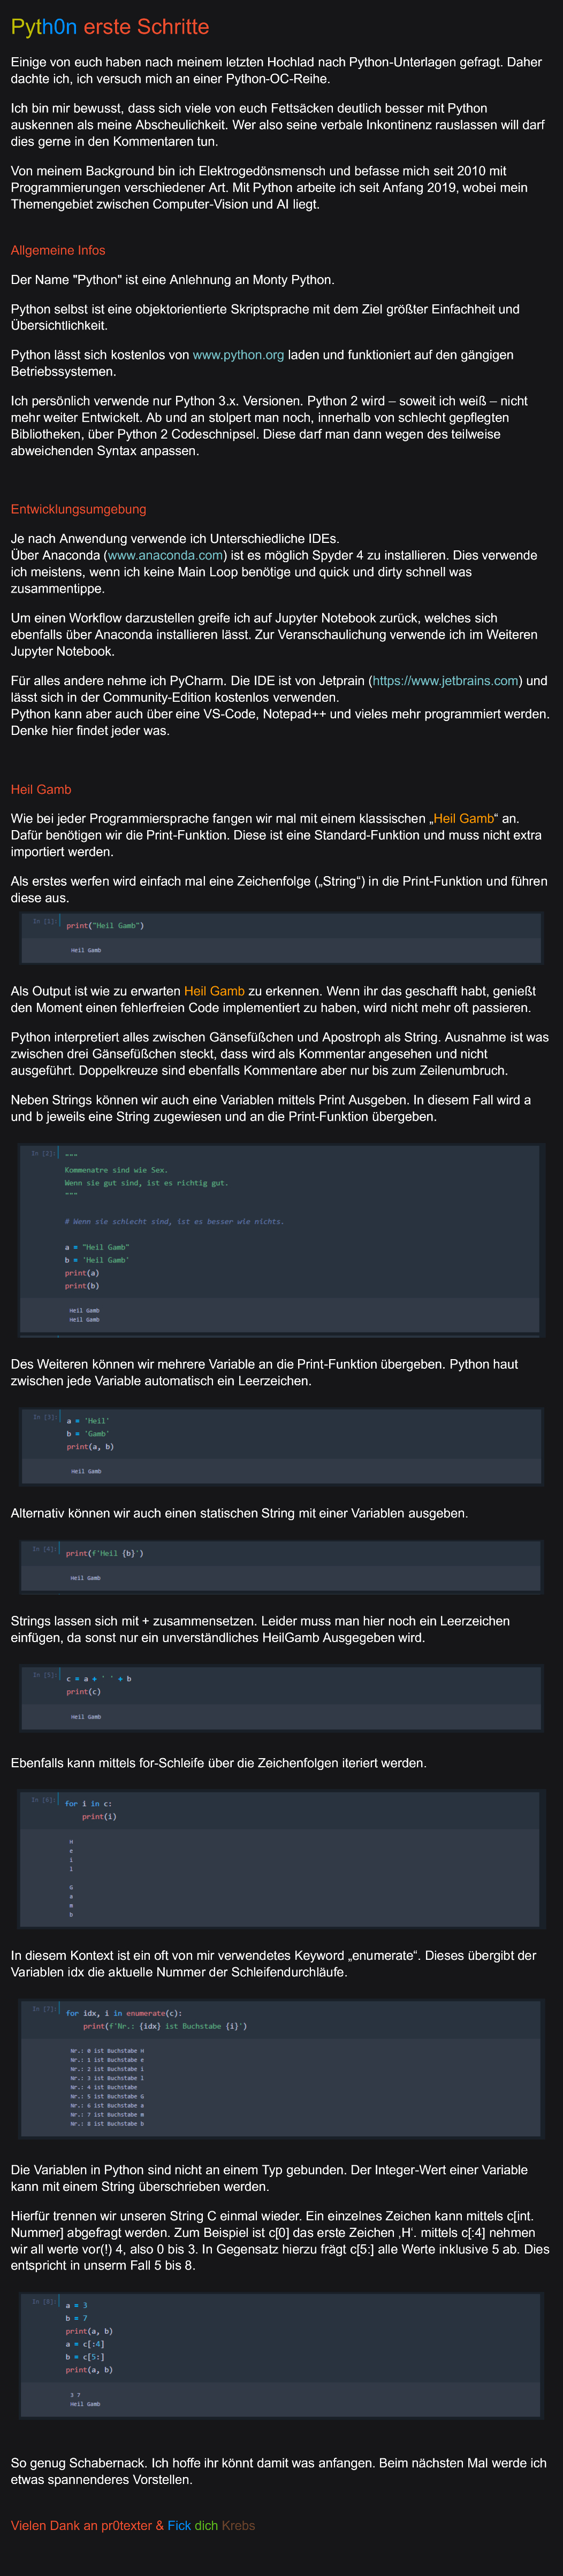 Pyth0n erste Schritte
Einige von euch haben nach meinem letzten Hochlad nach Python-Unterlagen gefragt. Daher
dachte ich, ich versuch mich an einer Python-OC-Reihe.
Ich bin mir bewusst, dass sich viele von euch Fettsäcken deutlich besser mit Python
auskennen als meine Abscheulichkeit. Wer also seine verbale Inkontinenz rauslassen will darf
dies gerne in den Kommentaren tun.
Von meinem Background bin ich Elektrogedönsmensch und befasse mich seit 2010 mit
Programmierungen verschiedener Art. Mit Python arbeite ich seit Anfang 2019, wobei mein
Themengebiet zwischen Computer-Vision und AI liegt.
Allgemeine Infos
Der Name "Python" ist eine Anlehnung an Monty Python.
Python selbst ist eine objektorientierte Skriptsprache mit dem Ziel größter Einfachheit und
Übersichtlichkeit.
Python lässt sich kostenlos von www.python.org laden und funktioniert auf den gängigen
Betriebssystemen.
Ich persönlich verwende nur Python 3.x. Versionen. Python 2 wird – soweit ich weiß – nicht
mehr weiter Entwickelt. Ab und an stolpert man noch, innerhalb von schlecht gepflegten
Bibliotheken, über Python 2 Codeschnipsel. Diese darf man dann wegen des teilweise
abweichenden Syntax anpassen.
Entwicklungsumgebung
Je nach Anwendung verwende ich Unterschiedliche IDEs.
Über Anaconda (www.anaconda.com) ist es möglich Spyder 4 zu installieren. Dies verwende
ich meistens, wenn ich keine Main Loop benötige und quick und dirty schnell was
zusammentippe.
Um einen Workflow darzustellen greife ich auf Jupyter Notebook zurück, welches sich
ebenfalls über Anaconda installieren lässt. Zur Veranschaulichung verwende ich im Weiteren
Jupyter Notebook.
Für alles andere nehme ich PyCharm. Die IDE ist von Jetprain (https://www.jetbrains.com) und
lässt sich in der Community-Edition kostenlos verwenden.
Python kann aber auch über eine VS-Code, Notepad++ und vieles mehr programmiert werden.
Denke hier findet jeder was.
Heil Gamb
Wie bei jeder Programmiersprache fangen wir mal mit einem klassischen „Heil Gamb“ an.
Dafür benötigen wir die Print-Funktion. Diese ist eine Standard-Funktion und muss nicht extra
importiert werden.
Als erstes werfen wird einfach mal eine Zeichenfolge („String“) in die Print-Funktion und führen
diese aus.
In [1]: print("Heil Gamb")
Heil Gamb
Als Output ist wie zu erwarten Heil Gamb zu erkennen. Wenn ihr das geschafft habt, genießt
den Moment einen fehlerfreien Code implementiert zu haben, wird nicht mehr oft passieren.
Python interpretiert alles zwischen Gänsefüßchen und Apostroph als String. Ausnahme ist was
zwischen drei Gänsefüßchen steckt, dass wird als Kommentar angesehen und nicht
ausgeführt. Doppelkreuze sind ebenfalls Kommentare aber nur bis zum Zeilenumbruch.
Neben Strings können wir auch eine Variablen mittels Print Ausgeben. In diesem Fall wird a
und b jeweils eine String zugewiesen und an die Print-Funktion übergeben.
In [2]: """
Kommenatre sind wie Sex.
Wenn sie gut sind, ist es richtig gut.
"""
# Wenn sie schlecht sind, ist es besser wie nichts.
a = "Heil Gamb"
b = 'Heil Gamb'
print(a)
print(b)
Heil Gamb
Heil Gamb
Des Weiteren können wir mehrere Variable an die Print-Funktion übergeben. Python haut
zwischen jede Variable automatisch ein Leerzeichen.
In [3]: a = 'Heil'
b = 'Gamb'
print(a, b)
Heil Gamb
Alternativ können wir auch einen statischen String mit einer Variablen ausgeben.
In [4]: print(f'Heil {b}')
Heil Gamb
Strings lassen sich mit + zusammensetzen. Leider muss man hier noch ein Leerzeichen
einfügen, da sonst nur ein unverständliches HeilGamb Ausgegeben wird.
In [5]: c = a + ' ' + b
print(c)
Heil Gamb
Ebenfalls kann mittels for-Schleife über die Zeichenfolgen iteriert werden.
In [6]: for i in c:
print(i)
H
e
i
l
G
a
m
b
In diesem Kontext ist ein oft von mir verwendetes Keyword „enumerate“. Dieses übergibt der
Variablen idx die aktuelle Nummer der Schleifendurchläufe.
In [7]: for idx, i in enumerate(c):
print(f'Nr.: {idx} ist Buchstabe {i}')
Nr.: 0 ist Buchstabe H
Nr.: 1 ist Buchstabe e
Nr.: 2 ist Buchstabe i
Nr.: 3 ist Buchstabe l
Nr.: 4 ist Buchstabe
Nr.: 5 ist Buchstabe G
Nr.: 6 ist Buchstabe a
Nr.: 7 ist Buchstabe m
Nr.: 8 ist Buchstabe b
Die Variablen in Python sind nicht an einem Typ gebunden. Der Integer-Wert einer Variable
kann mit einem String überschrieben werden.
Hierfür trennen wir unseren String C einmal wieder. Ein einzelnes Zeichen kann mittels c[int.
Nummer] abgefragt werden. Zum Beispiel ist c[0] das erste Zeichen ‚H‘. mittels c[:4] nehmen
wir all werte vor(!) 4, also 0 bis 3. In Gegensatz hierzu frägt c[5:] alle Werte inklusive 5 ab. Dies
entspricht in unserm Fall 5 bis 8.
In [8]: a = 3
b = 7
print(a, b)
a = c[:4]
b = c[5:]
print(a, b)
3 7
Heil Gamb
So genug Schabernack. Ich hoffe ihr könnt damit was anfangen. Beim nächsten Mal werde ich
etwas spannenderes Vorstellen.
Vielen Dank an pr0texter & Fick dich Krebs